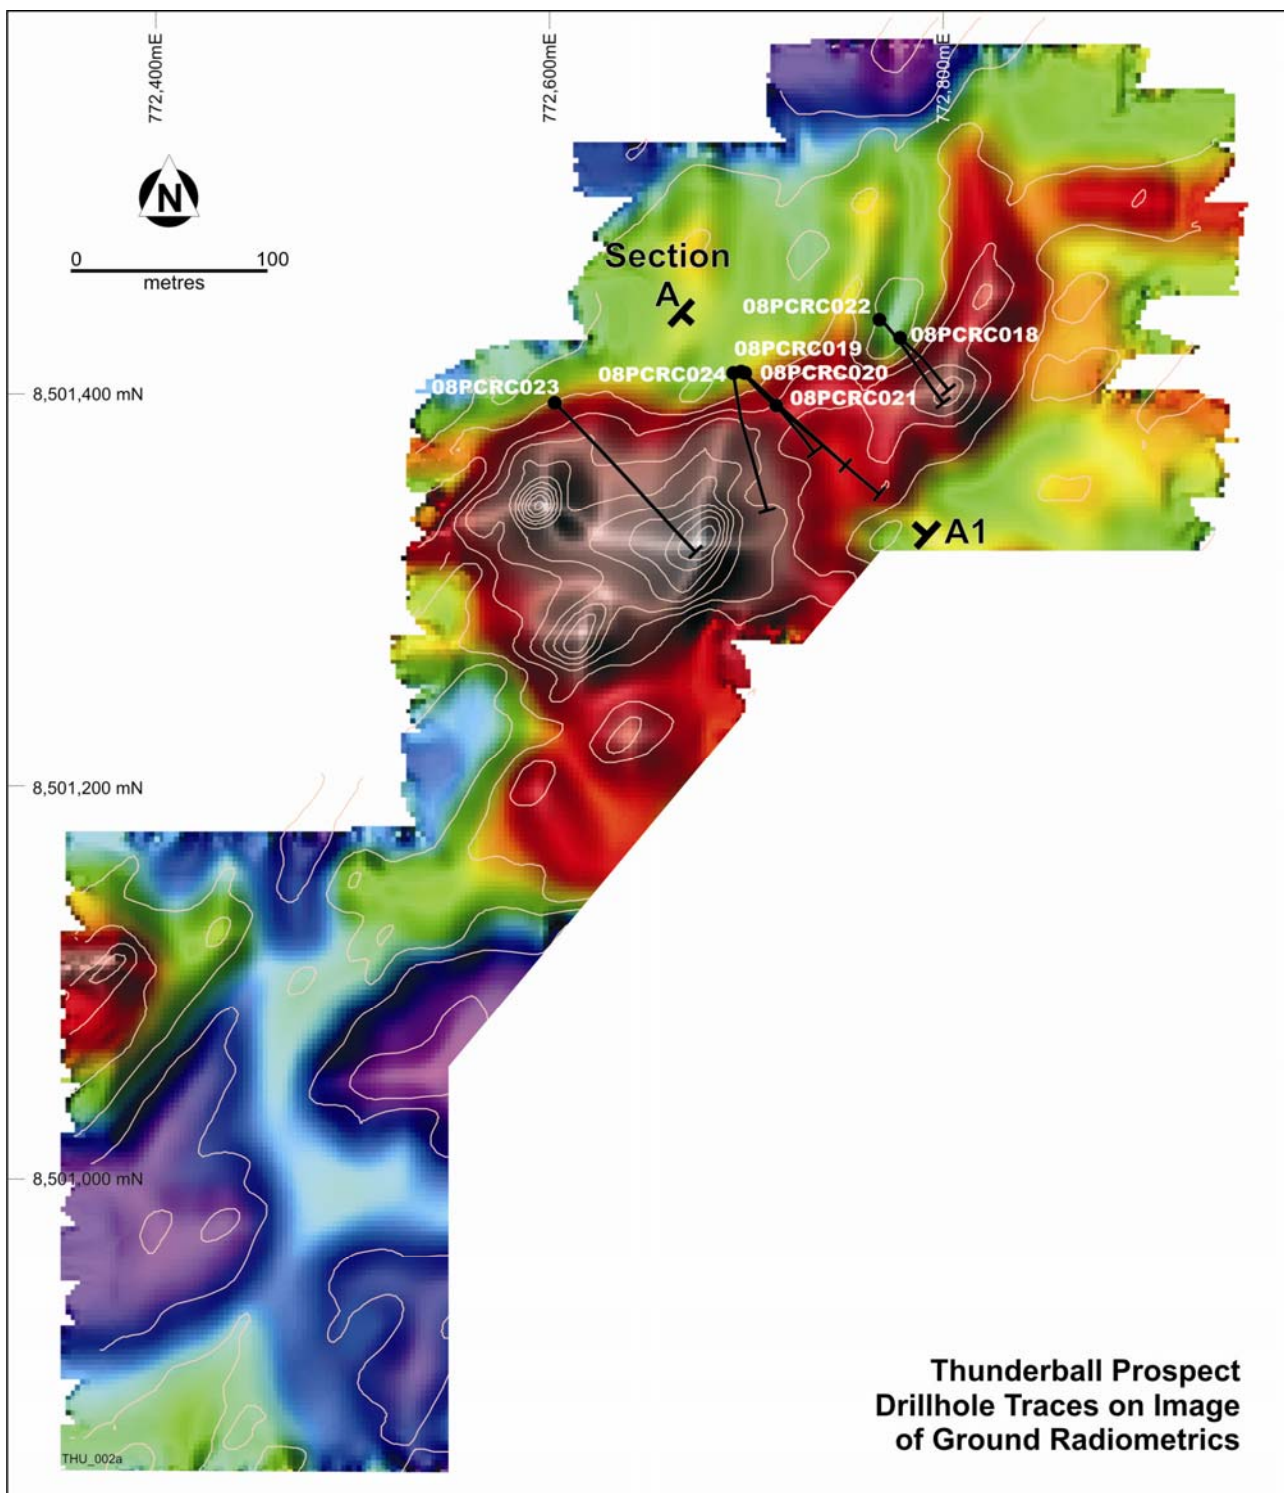 772,400mE
772,600mE
772,800mE
N
0 100
metres
Section
A
08PCRC022
08PCRC018
08PCRC019
08PCRC024
08PCRC020
08PCRC023
08PCRC021
8,501,400 mN
A1
8,501,200 mN
8,501,000 mN
Thunderball Prospect
Drillhole Traces on Image
of Ground Radiometrics
THU_002a